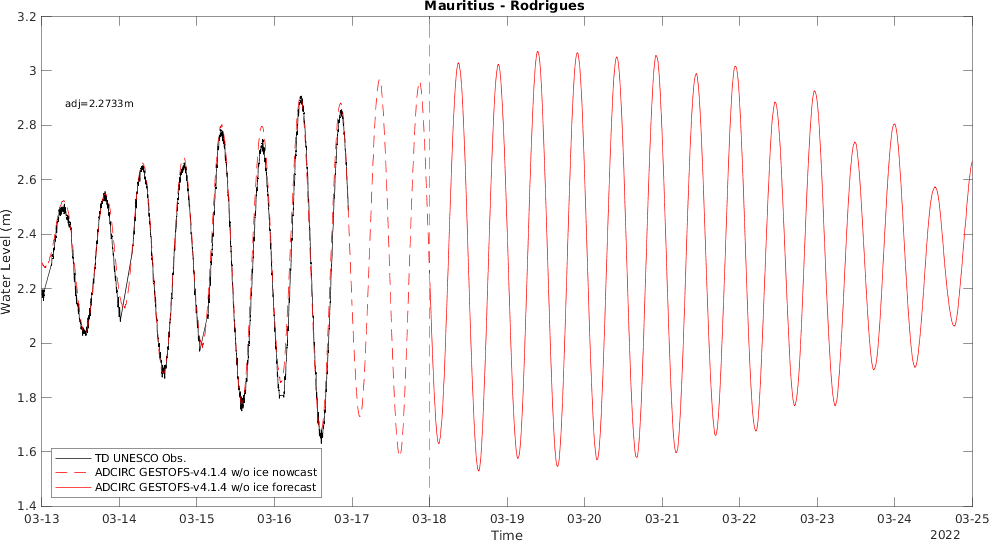 Mauritius - Rodrigues
3.2
3
2.8
2.6
2.4
2.2
2
1.8
1.6
1.4
Water Level (m)
adj=2.2733m
TD UNESCO Obs.
ADCIRC GESTOFS-v4.1.4 w/o ice nowcast
ADCIRC GESTOFS-v4.1.4 w/o ice forecast
03-13 03-14 03-15 03-16 03-17 03-18 03-19 03-20 03-21 03-22 03-23 03-24 03-25
Time
2022